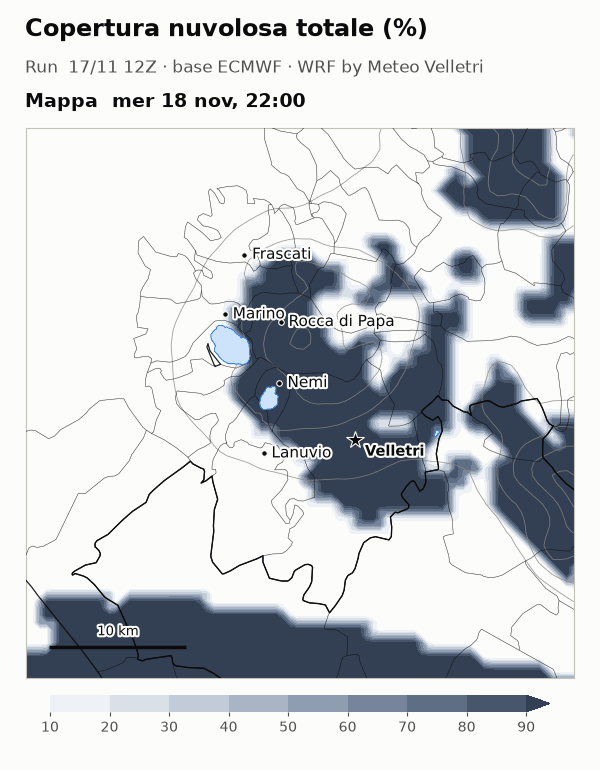 Copertura nuvolosa totale (%)
Run  17/11 12Z · base ECMWF · WRF by Meteo Velletri
Mappa  mer 18 nov, 22:00
Frascati
Marino
Rocca di Papa
Nemi
Velletri
Lanuvio
10 km
10 20 30 40 50 60 70 80 90